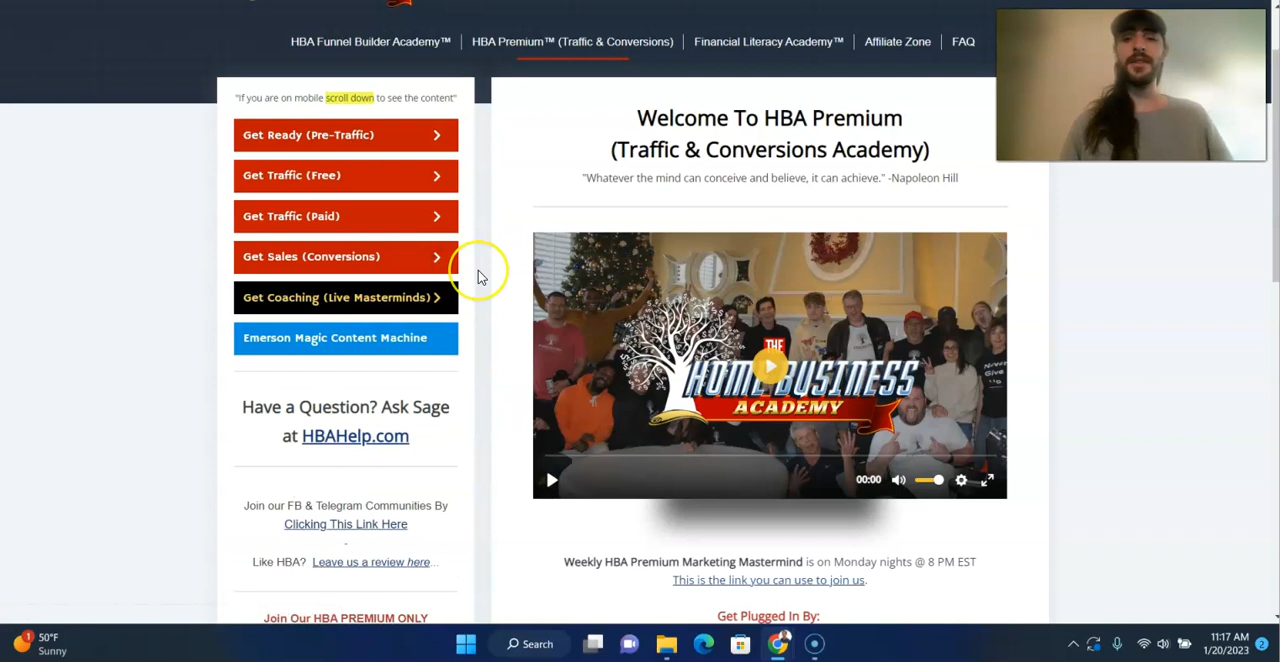 HBA Funnel Builder Academy™
HBA Premium™ (Traffic & Conversions)
Financial Literacy Academy™
Affiliate Zone
FAQ
"If you are on mobile scroll down to see the content"
Get Ready (Pre-Traffic)
Get Traffic (Free)
Get Traffic (Paid)
Get Sales (Conversions)
Get Coaching (Live Masterminds)
Emerson Magic Content Machine
Have a Question? Ask Sage
at HBAHelp.com
Join our FB & Telegram Communities By
Clicking This Link Here
-
Like HBA? Leave us a review here...
Join Our HBA PREMIUM ONLY
Welcome To HBA Premium
(Traffic & Conversions Academy)
"Whatever the mind can conceive and believe, it can achieve." -Napoleon Hill
THE
HOME BUSINESS
ACADEMY
Never
Give
00:00
Weekly HBA Premium Marketing Mastermind is on Monday nights @ 8 PM EST
This is the link you can use to join us.
Get Plugged In By:
1
50°F
Sunny
Search
11:17 AM
1/20/2023
2